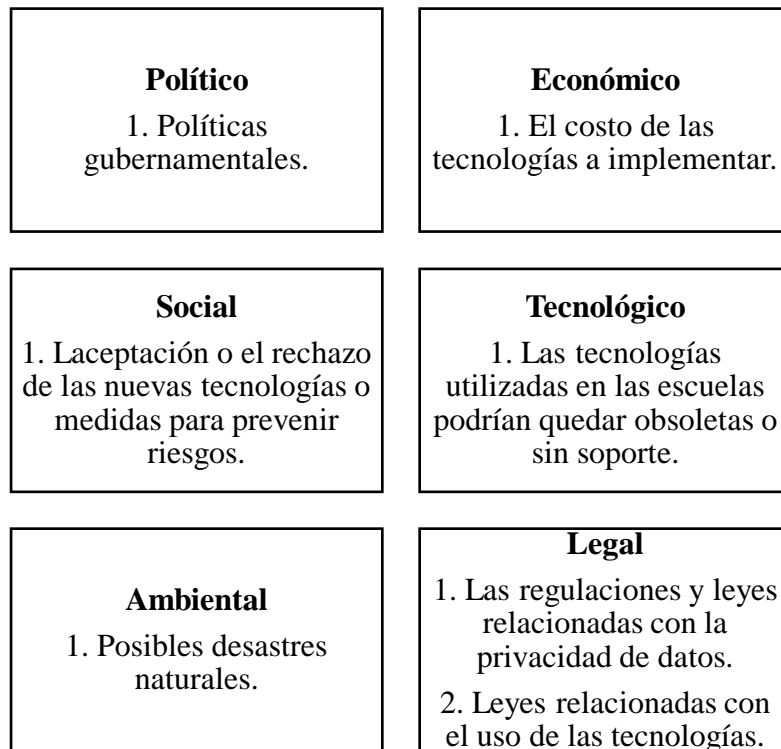 Político
1. Políticas
gubernamentales.
Económico
1. El costo de las
tecnologías a implementar.
Social
1. Laceptación o el rechazo
de las nuevas tecnologías o
medidas para prevenir
riesgos.
Tecnológico
1. Las tecnologías
utilizadas en las escuelas
podrían quedar obsoletas o
sin soporte.
Ambiental
1. Posibles desastres
naturales.
Legal
1. Las regulaciones y leyes
relacionadas con la
privacidad de datos.
2. Leyes relacionadas con
el uso de las tecnologías.